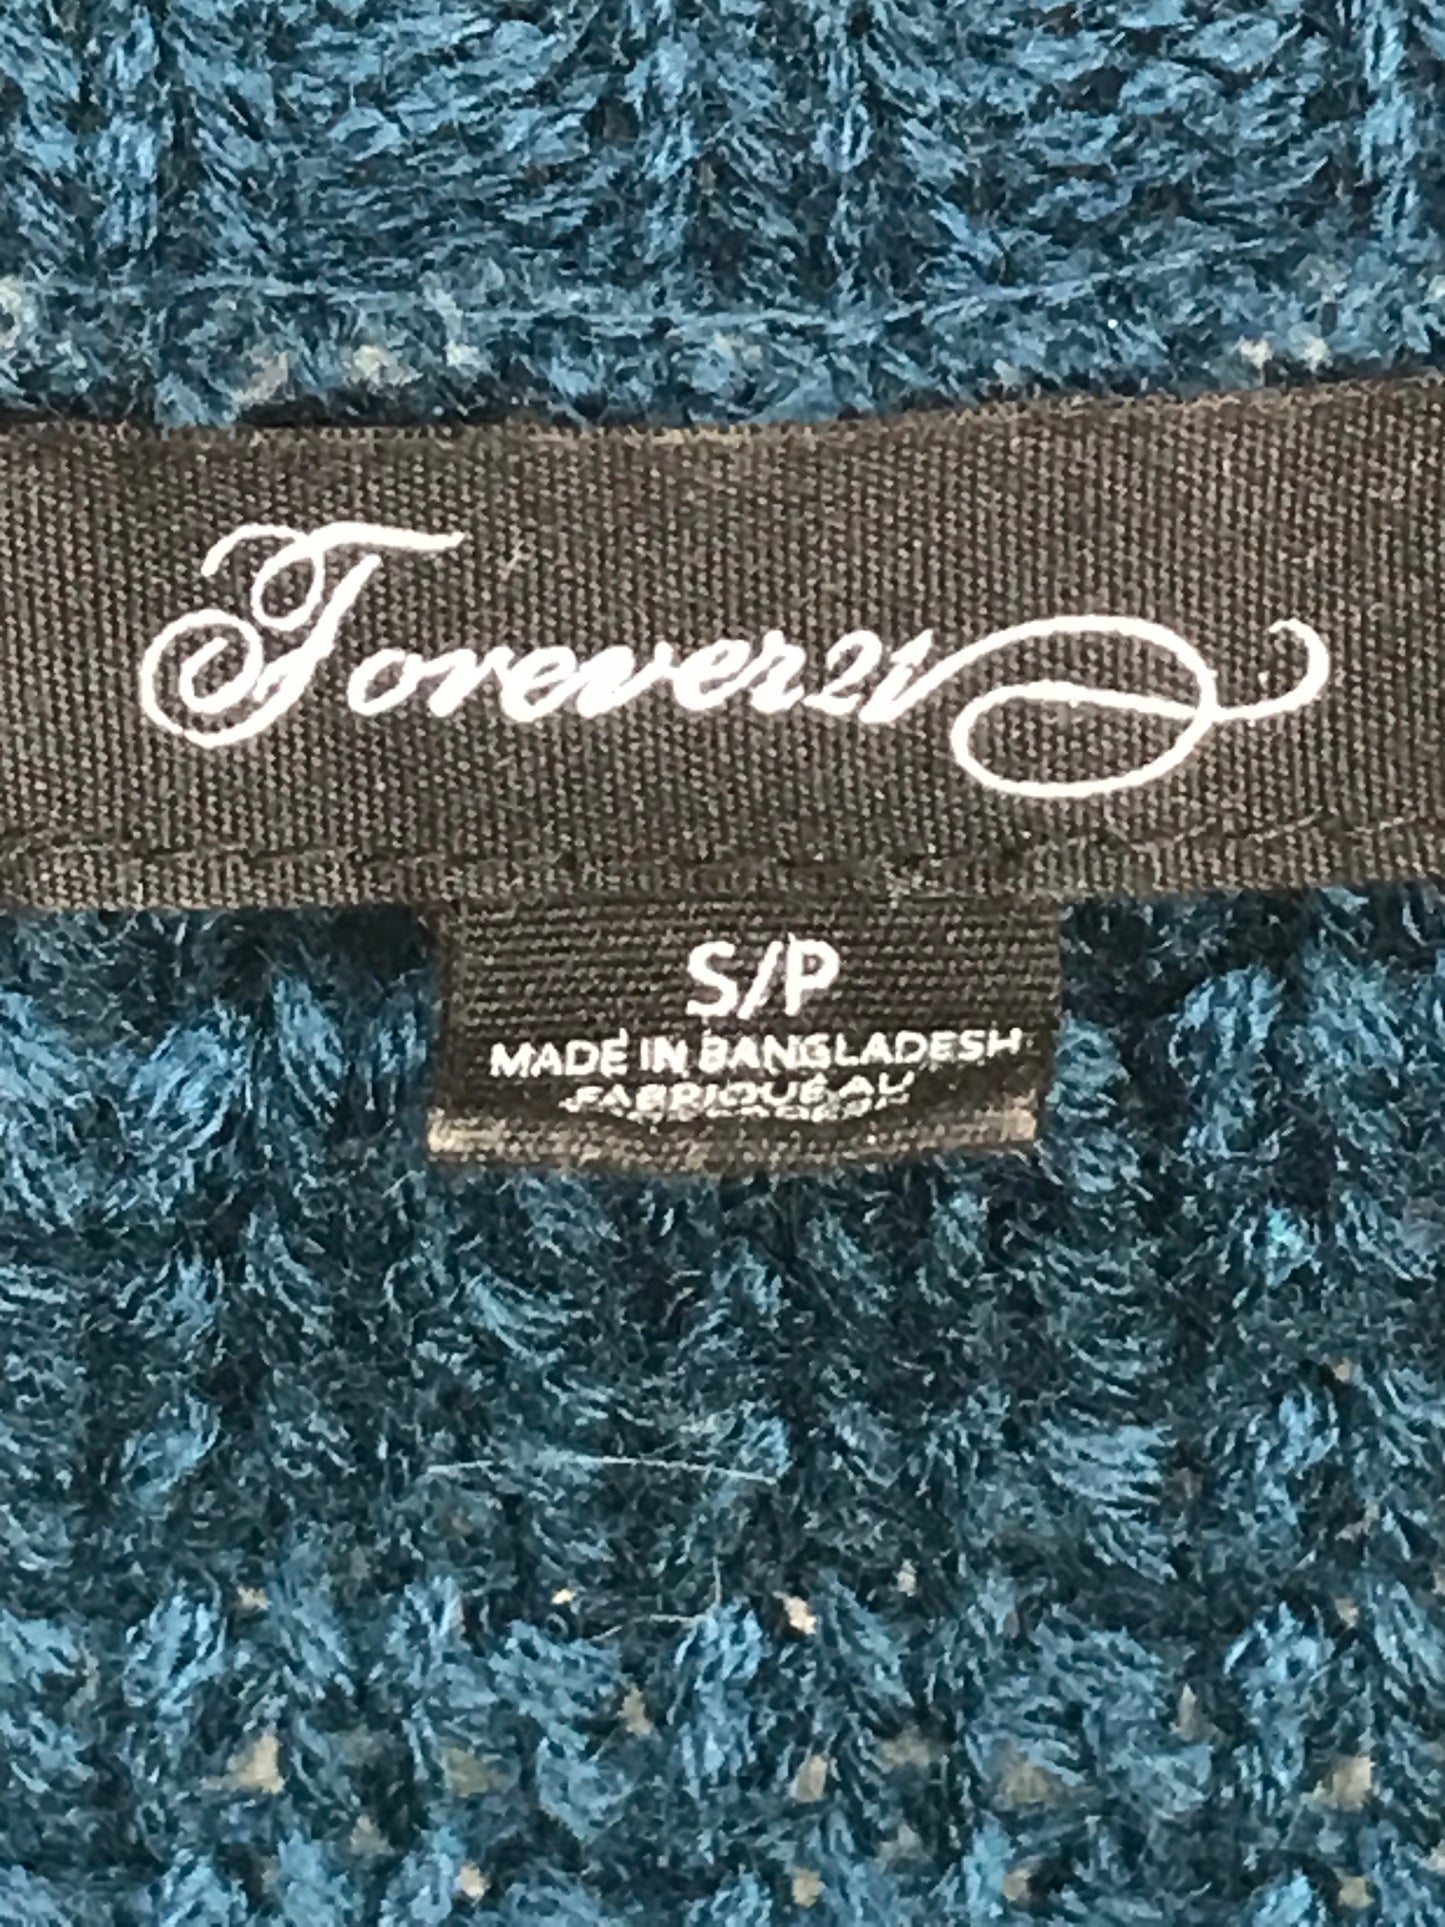 Forever21
S/P
MADE IN BANGLADESH
FABRIQUÉ AU